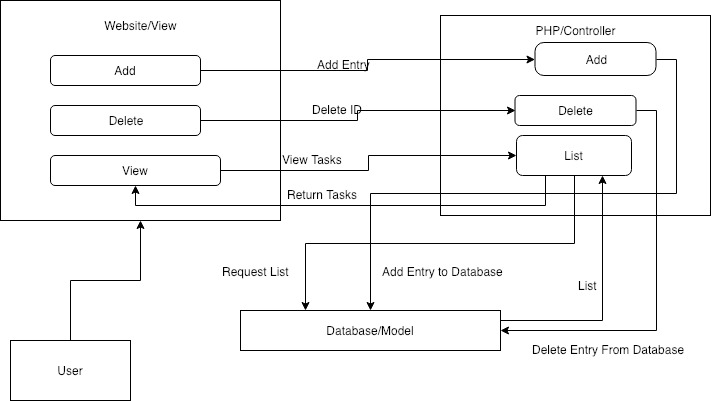 Website/View
PHP/Controller
Add
Add Entry
Add
Delete
Delete ID
Delete
View
View Tasks
List
Return Tasks
Request List
Add Entry to Database
List
Database/Model
Delete Entry From Database
User